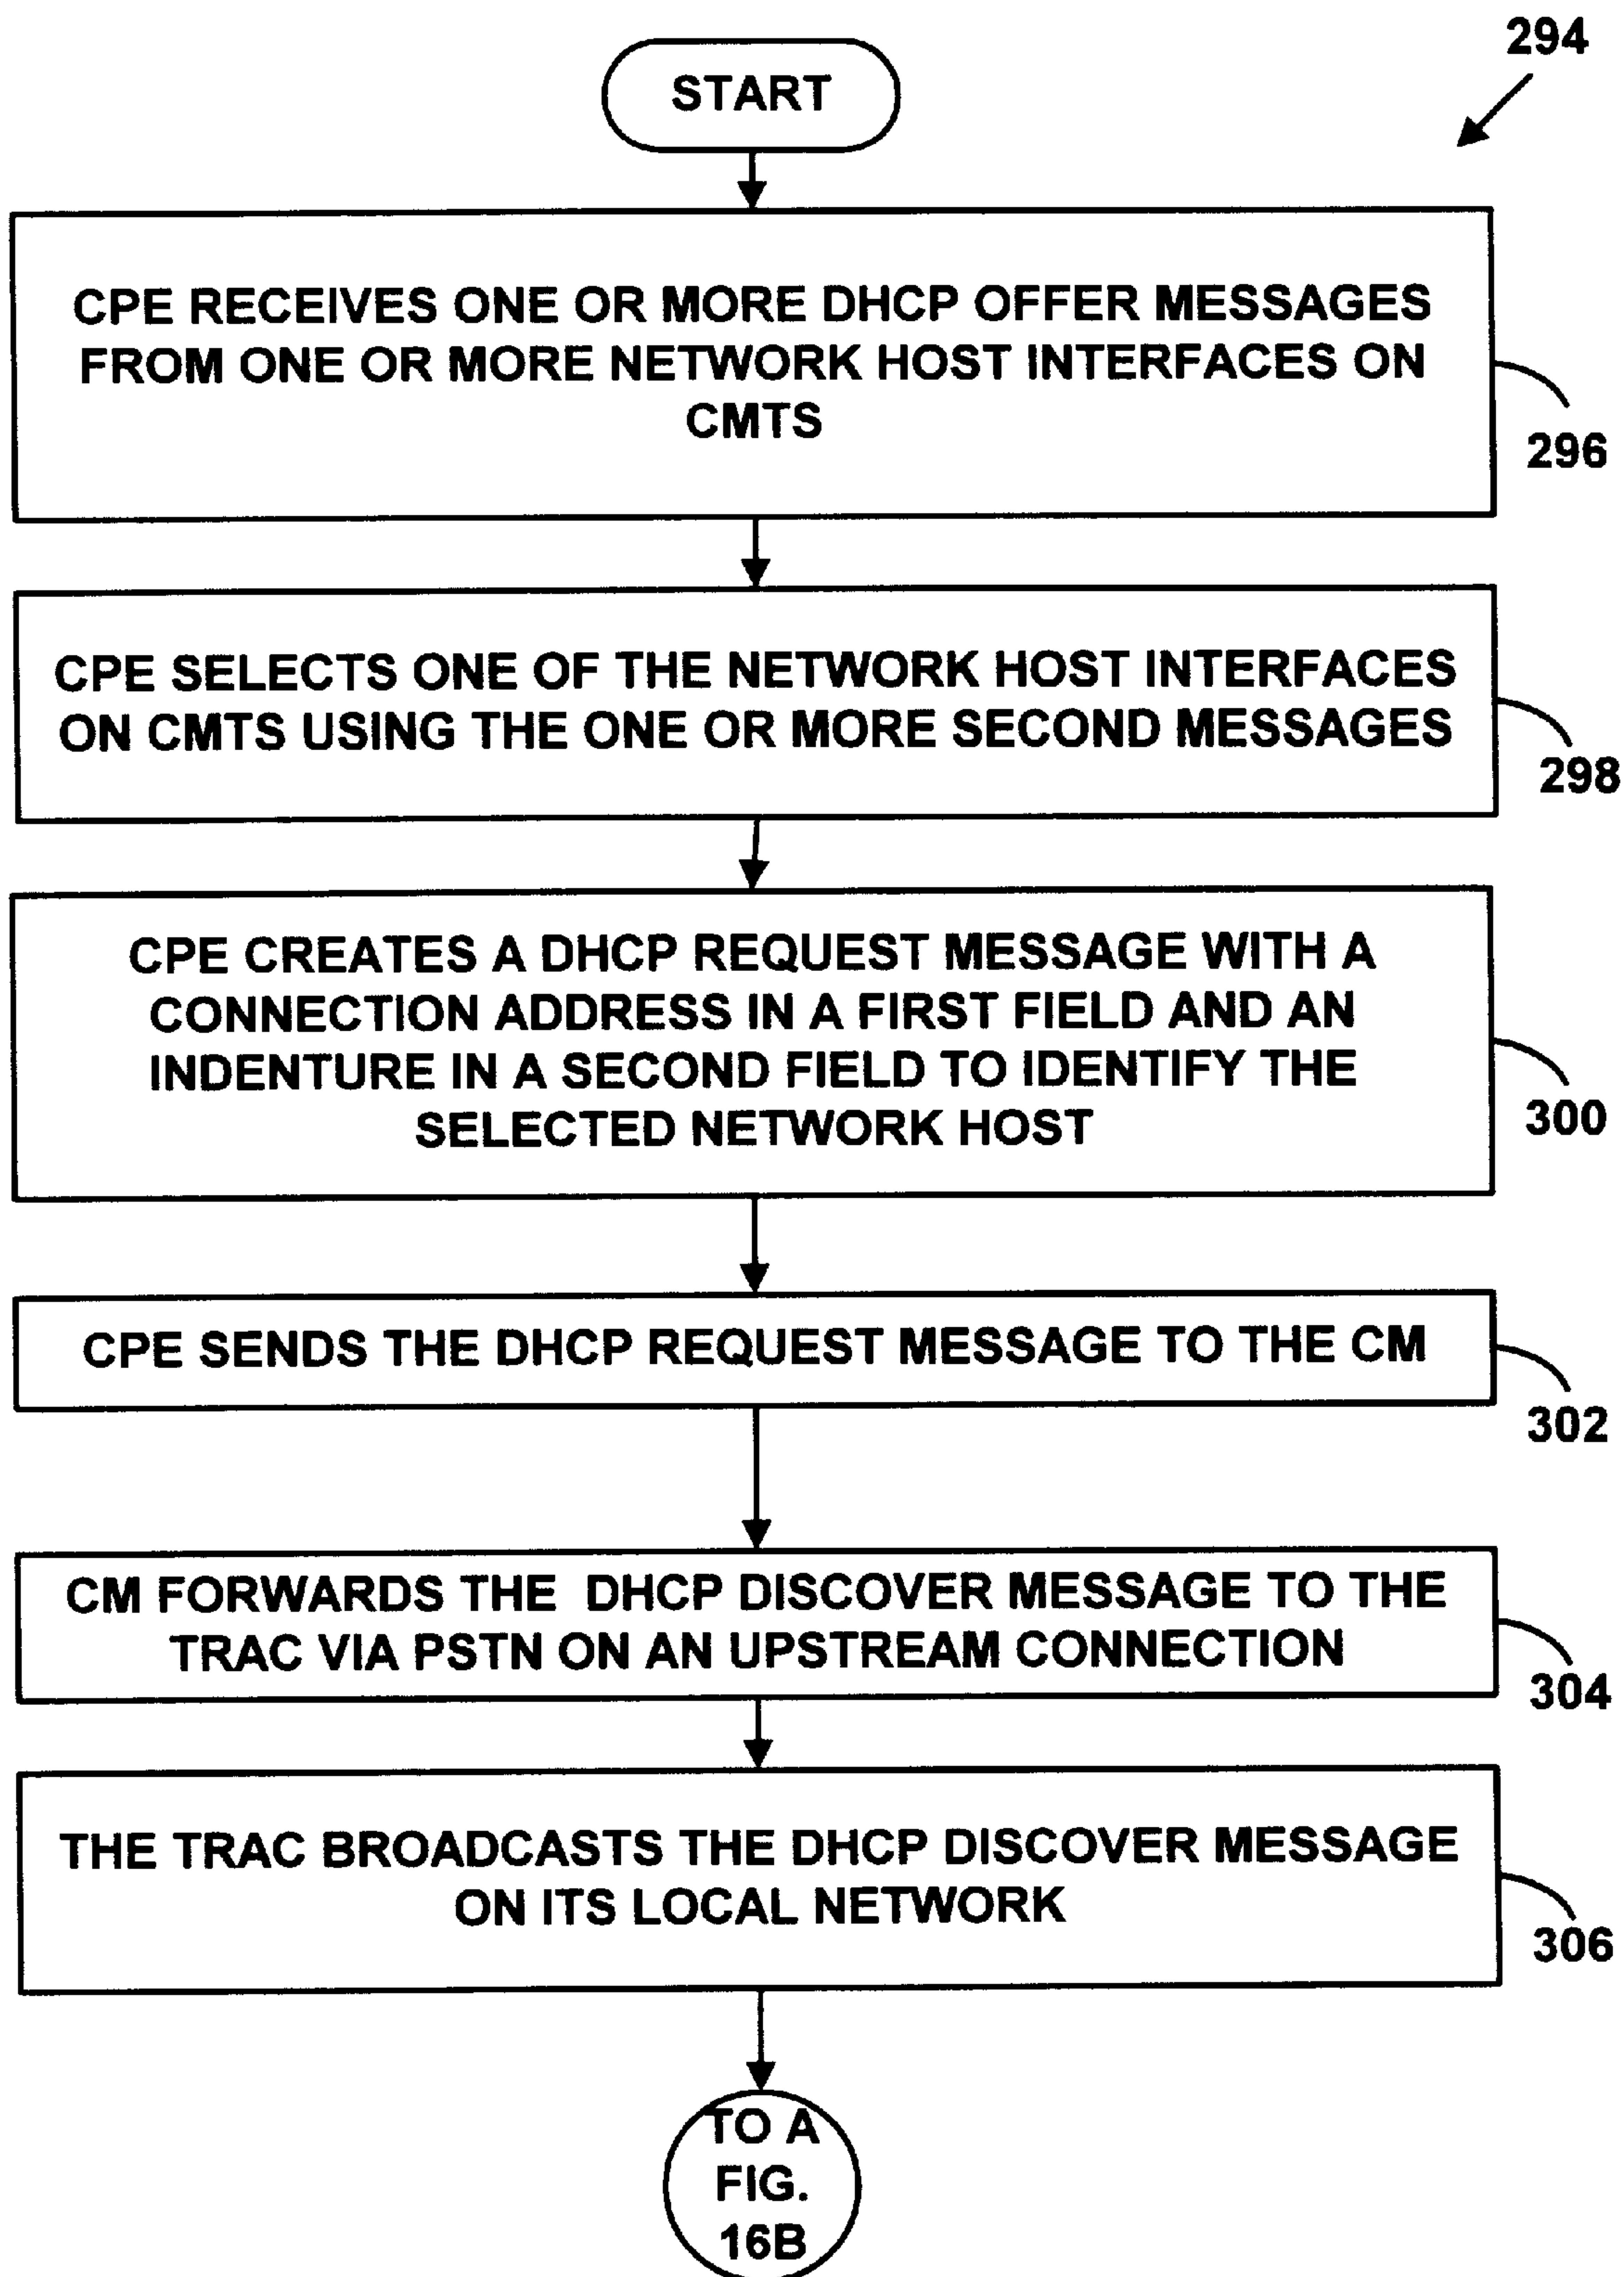 294
START
CPE RECEIVES ONE OR MORE DHCP OFFER MESSAGES
FROM ONE OR MORE NETWORK HOST INTERFACES ON
CMTS
296
CPE SELECTS ONE OF THE NETWORK HOST INTERFACES
ON CMTS USING THE ONE OR MORE SECOND MESSAGES
298
CPE CREATES A DHCP REQUEST MESSAGE WITH A
CONNECTION ADDRESS IN A FIRST FIELD AND AN
INDENTURE IN A SECOND FIELD TO IDENTIFY THE
SELECTED NETWORK HOST
300
CPE SENDS THE DHCP REQUEST MESSAGE TO THE CM
302
CM FORWARDS THE DHCP DISCOVER MESSAGE TO THE
TRAC VIA PSTN ON AN UPSTREAM CONNECTION
304
THE TRAC BROADCASTS THE DHCP DISCOVER MESSAGE
ON ITS LOCAL NETWORK
306
TO A
FIG.
16B